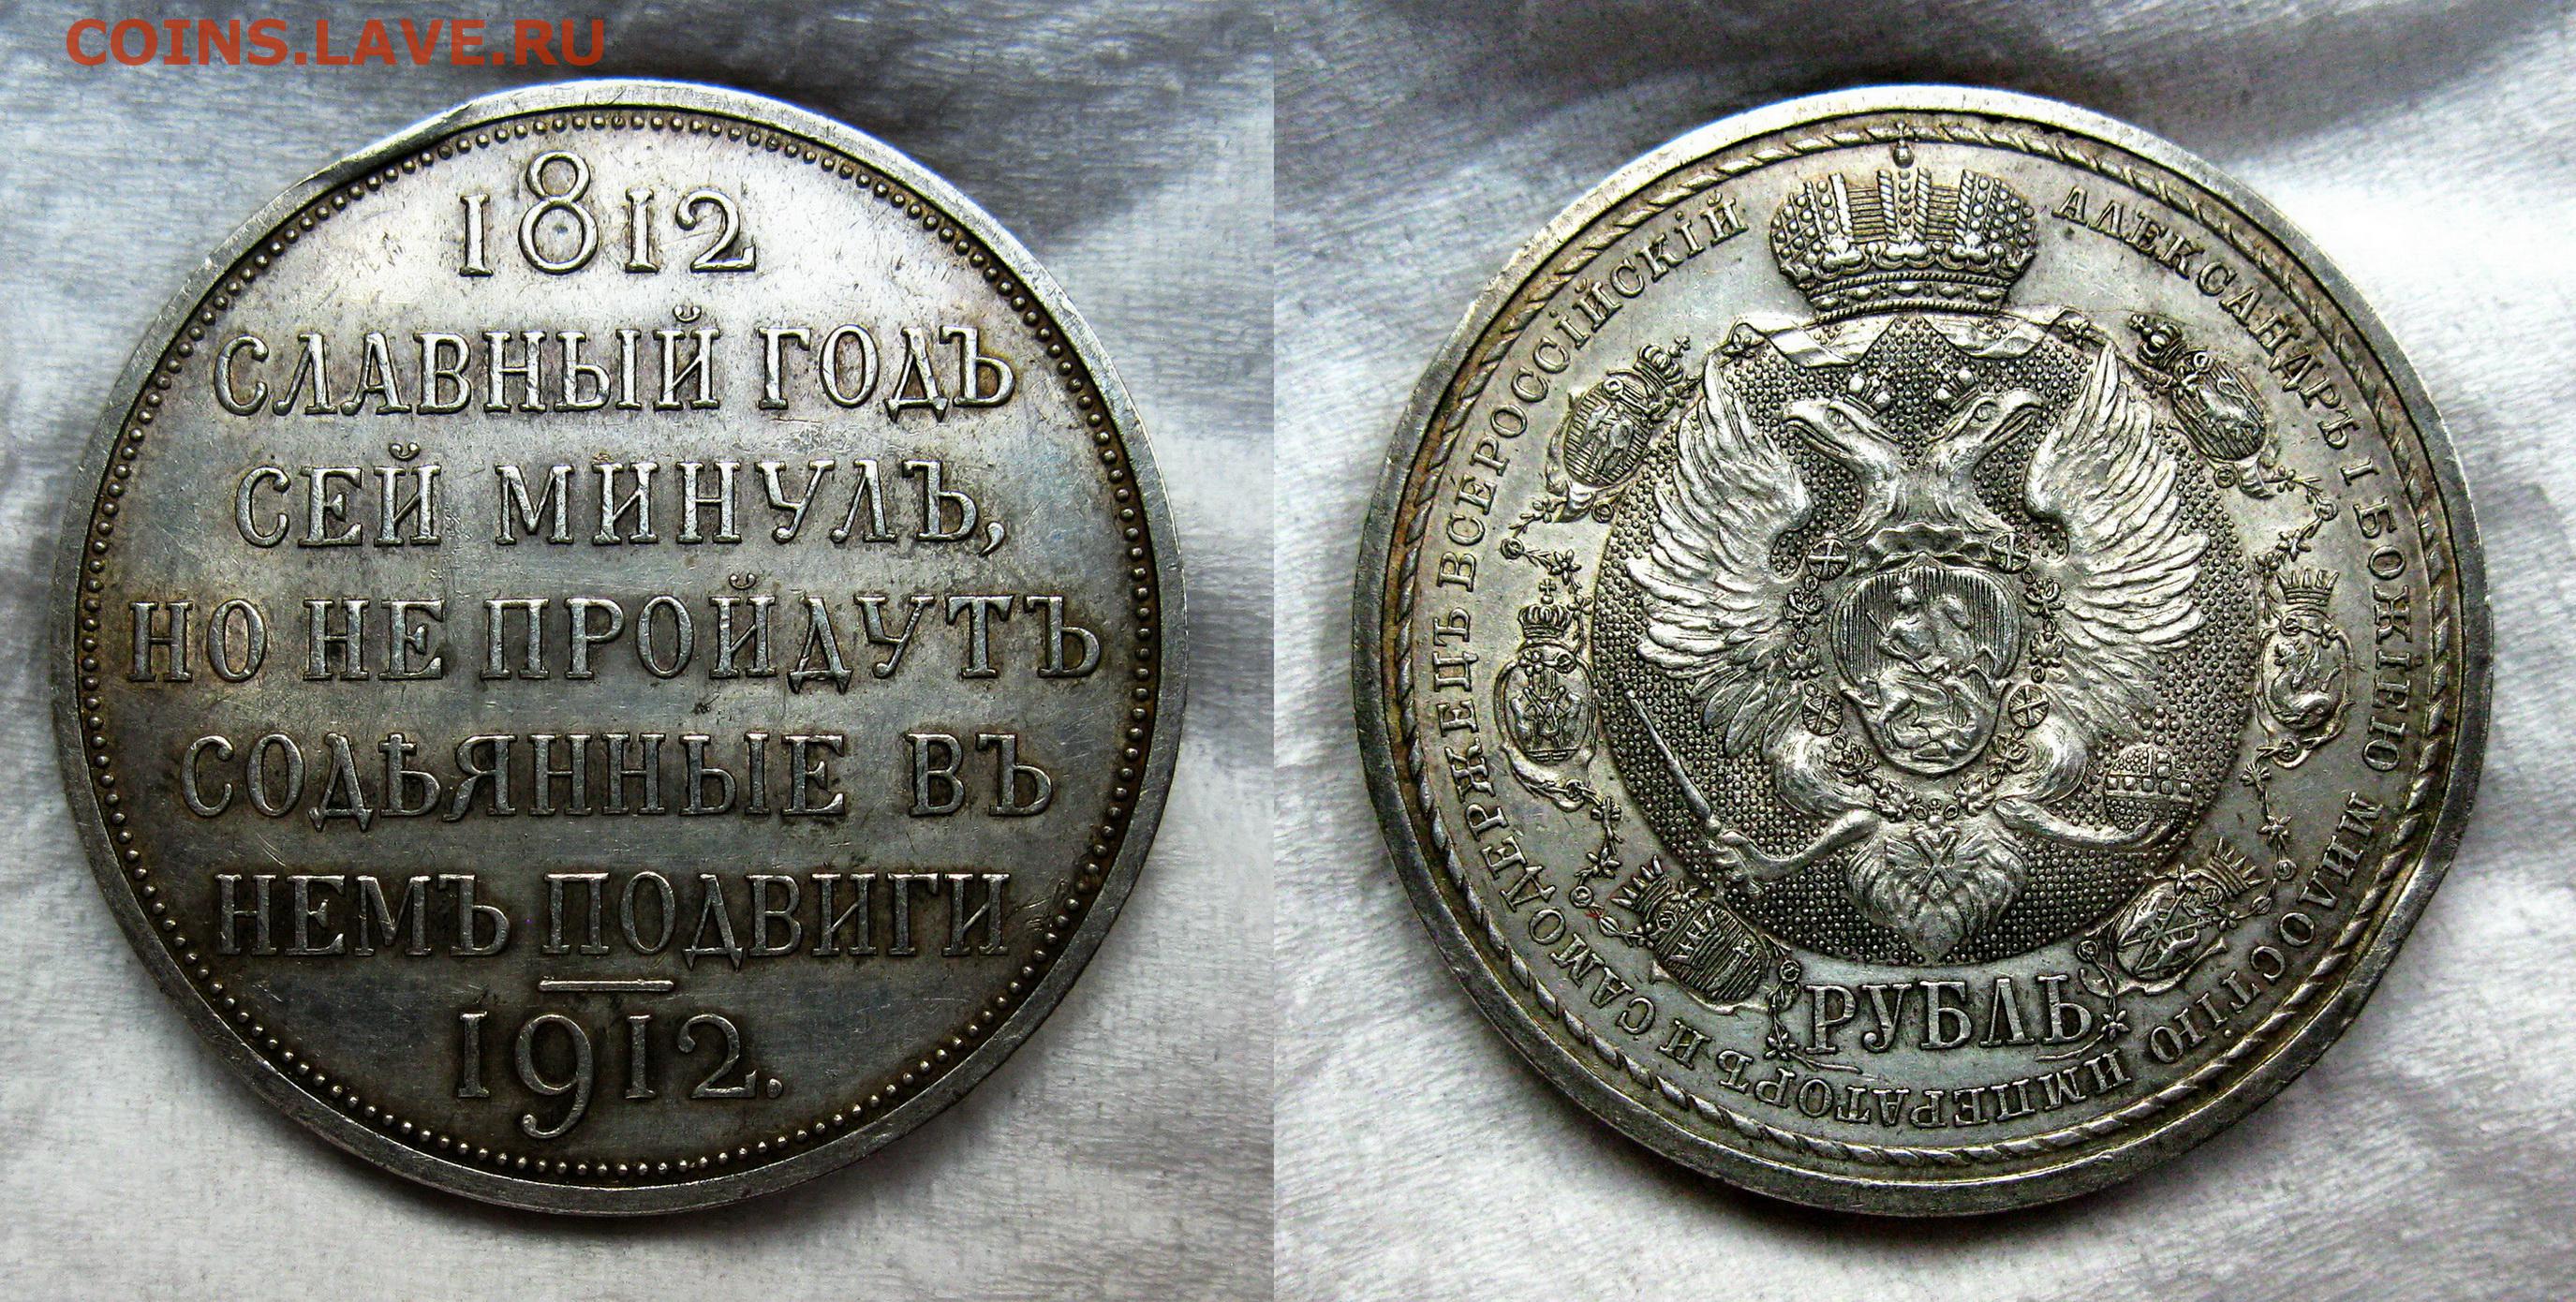 COINS.LAVE.RU
1812
СЛАВНЫЙ ГОДЪ
СЕЙ МИНУЛЪ,
НО НЕ ПРОЙДУТЪ
СОДѢЯННЫЕ ВЪ
НЕМЪ ПОДВИГИ
1912.
АЛЕКСАНДРЪ I БОЖІЕЮ МИЛОСТІЮ ИМПЕРАТОРЪ И САМОДЕРЖЕЦЪ ВСЕРОССІЙСКІЙ
РУБЛЬ